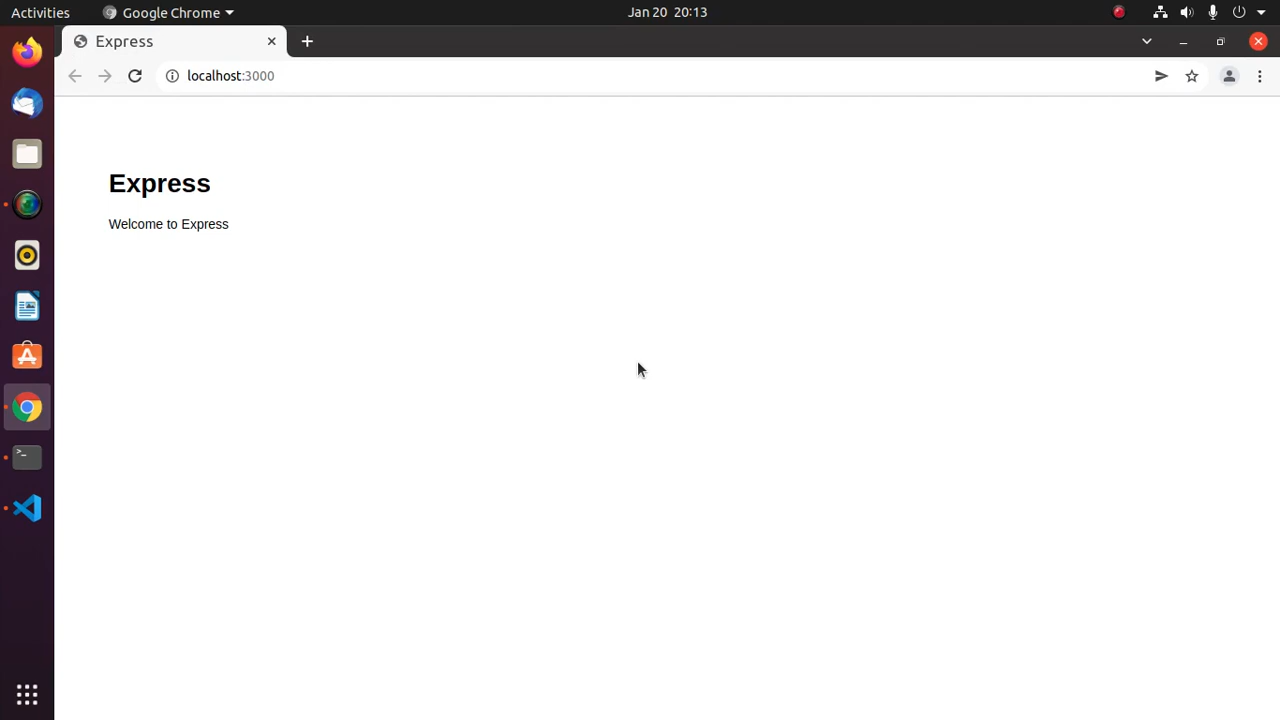 Activities
Google Chrome
Jan 20 20:13
Express
localhost:3000
Express
Welcome to Express